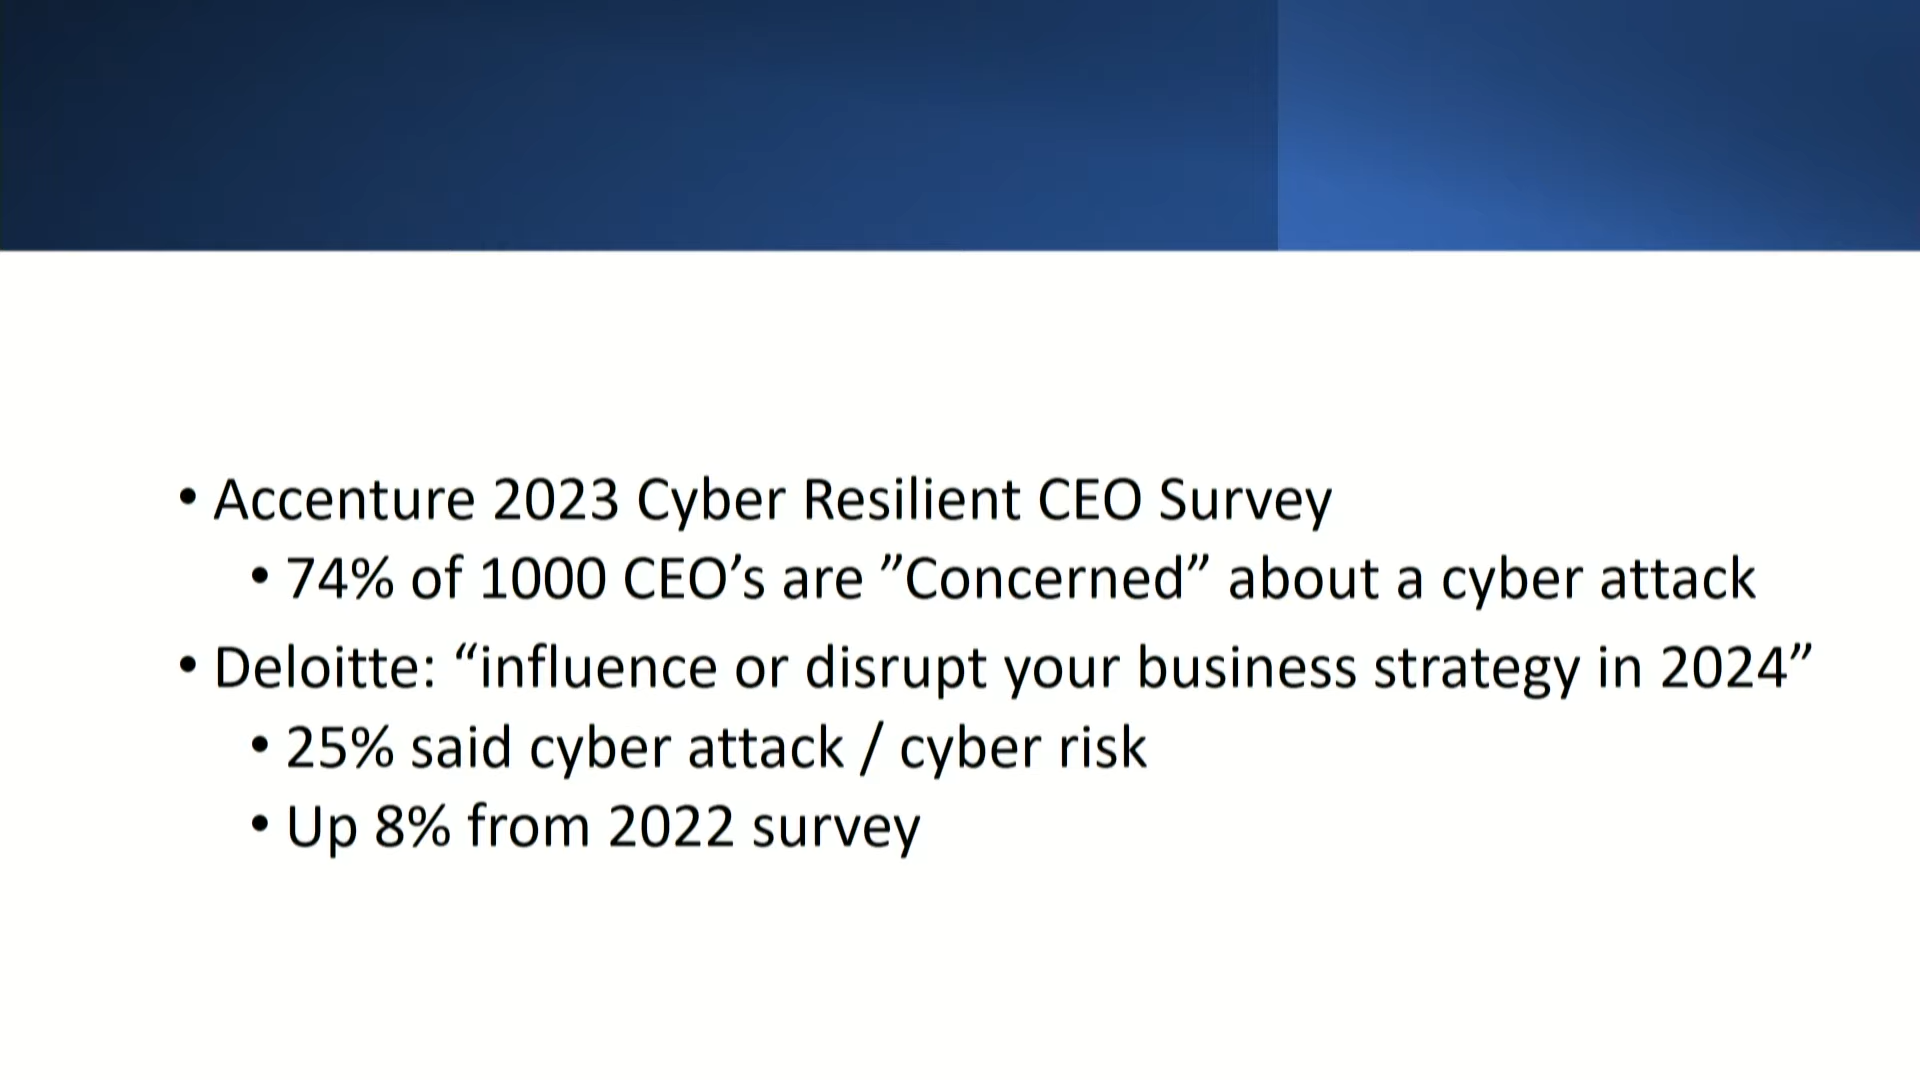 • Accenture 2023 Cyber Resilient CEO Survey
• 74% of 1000 CEO’s are ”Concerned” about a cyber attack
• Deloitte: “influence or disrupt your business strategy in 2024”
• 25% said cyber attack / cyber risk
• Up 8% from 2022 survey